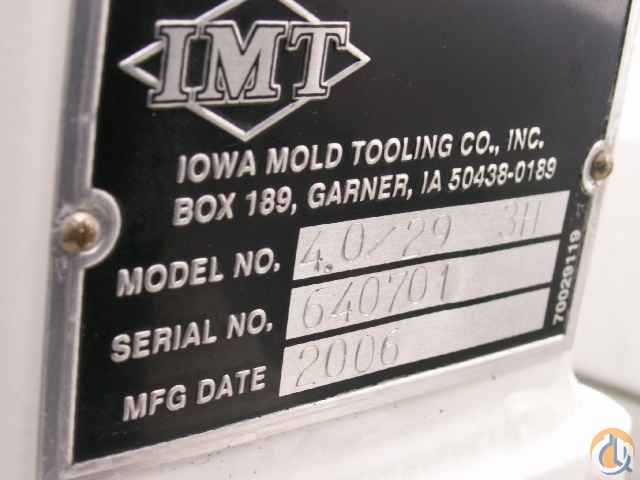 IMT
IOWA MOLD TOOLING CO., INC.
BOX 189, GARNER, IA 50438-0189
MODEL NO. 4.0/29 3H
SERIAL NO. 640701
MFG DATE 2006
70029119